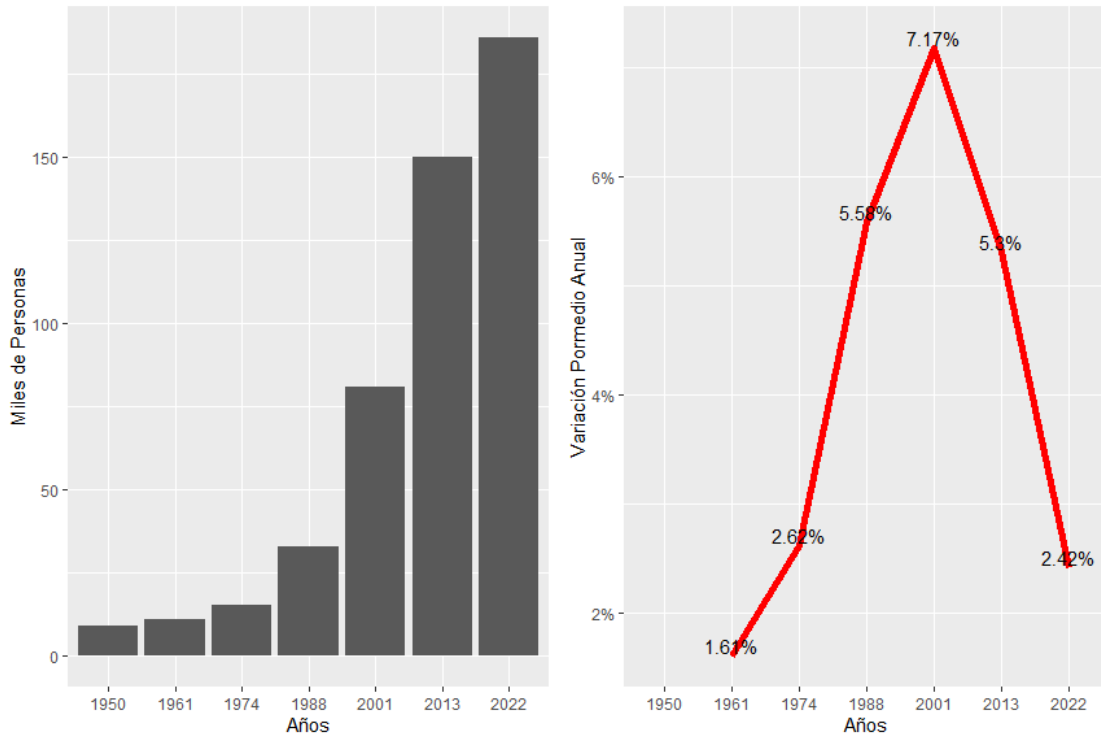 Miles de Personas
150
100
50
0
1950 1961 1974 1988 2001 2013 2022
Años
Variación Pormedio Anual
6%
4%
2%
1.61%
2.62%
5.58%
7.17%
5.3%
2.42%
1950 1961 1974 1988 2001 2013 2022
Años